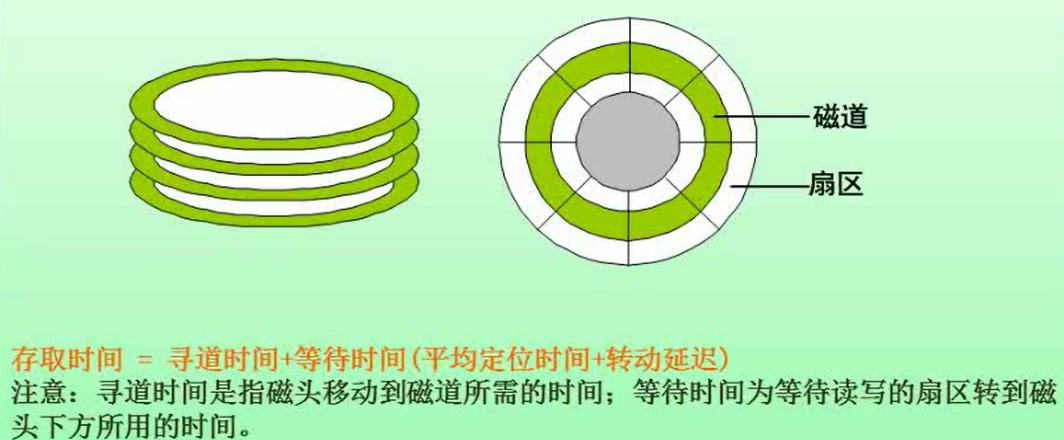 磁道
扇区
存取时间 = 寻道时间+等待时间(平均定位时间+转动延迟)
注意：寻道时间是指磁头移动到磁道所需的时间；等待时间为等待读写的扇区转到磁
头下方所用的时间。